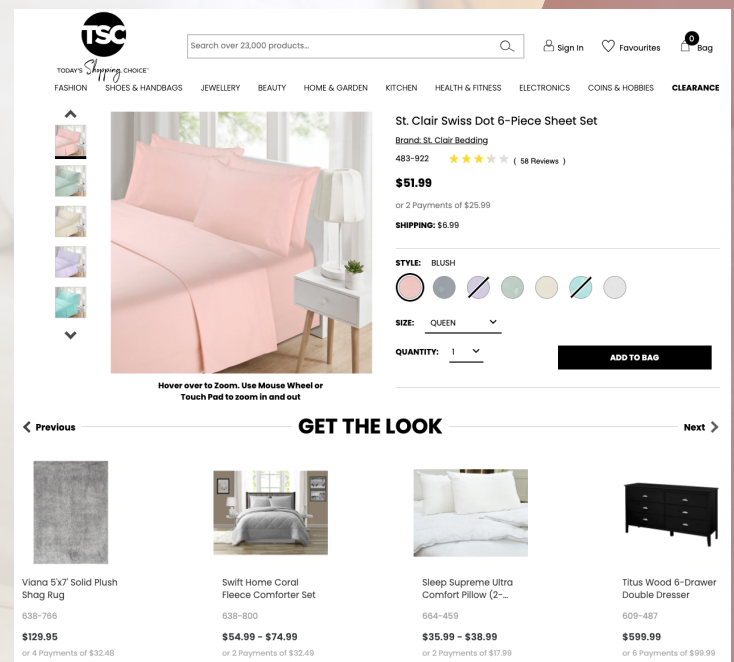 TSC
TODAY'S Shopping CHOICE™
Search over 23,000 products...
Sign In
Favourites
0
Bag
FASHION SHOES & HANDBAGS JEWELLERY BEAUTY HOME & GARDEN KITCHEN HEALTH & FITNESS ELECTRONICS COINS & HOBBIES CLEARANCE
St. Clair Swiss Dot 6-Piece Sheet Set
Brand: St. Clair Bedding
483-922 ( 58 Reviews )
$51.99
or 2 Payments of $25.99
SHIPPING: $6.99
STYLE: BLUSH
SIZE: QUEEN
QUANTITY: 1
ADD TO BAG
Hover over to Zoom. Use Mouse Wheel or
Touch Pad to zoom in and out
Previous
GET THE LOOK
Next
Viana 5'x7' Solid Plush
Shag Rug
638-766
$129.95
or 4 Payments of $32.48
Swift Home Coral
Fleece Comforter Set
638-800
$54.99 - $74.99
or 2 Payments of $32.49
Sleep Supreme Ultra
Comfort Pillow (2-...
664-459
$35.99 - $38.99
or 2 Payments of $17.99
Titus Wood 6-Drawer
Double Dresser
609-487
$599.99
or 6 Payments of $99.99